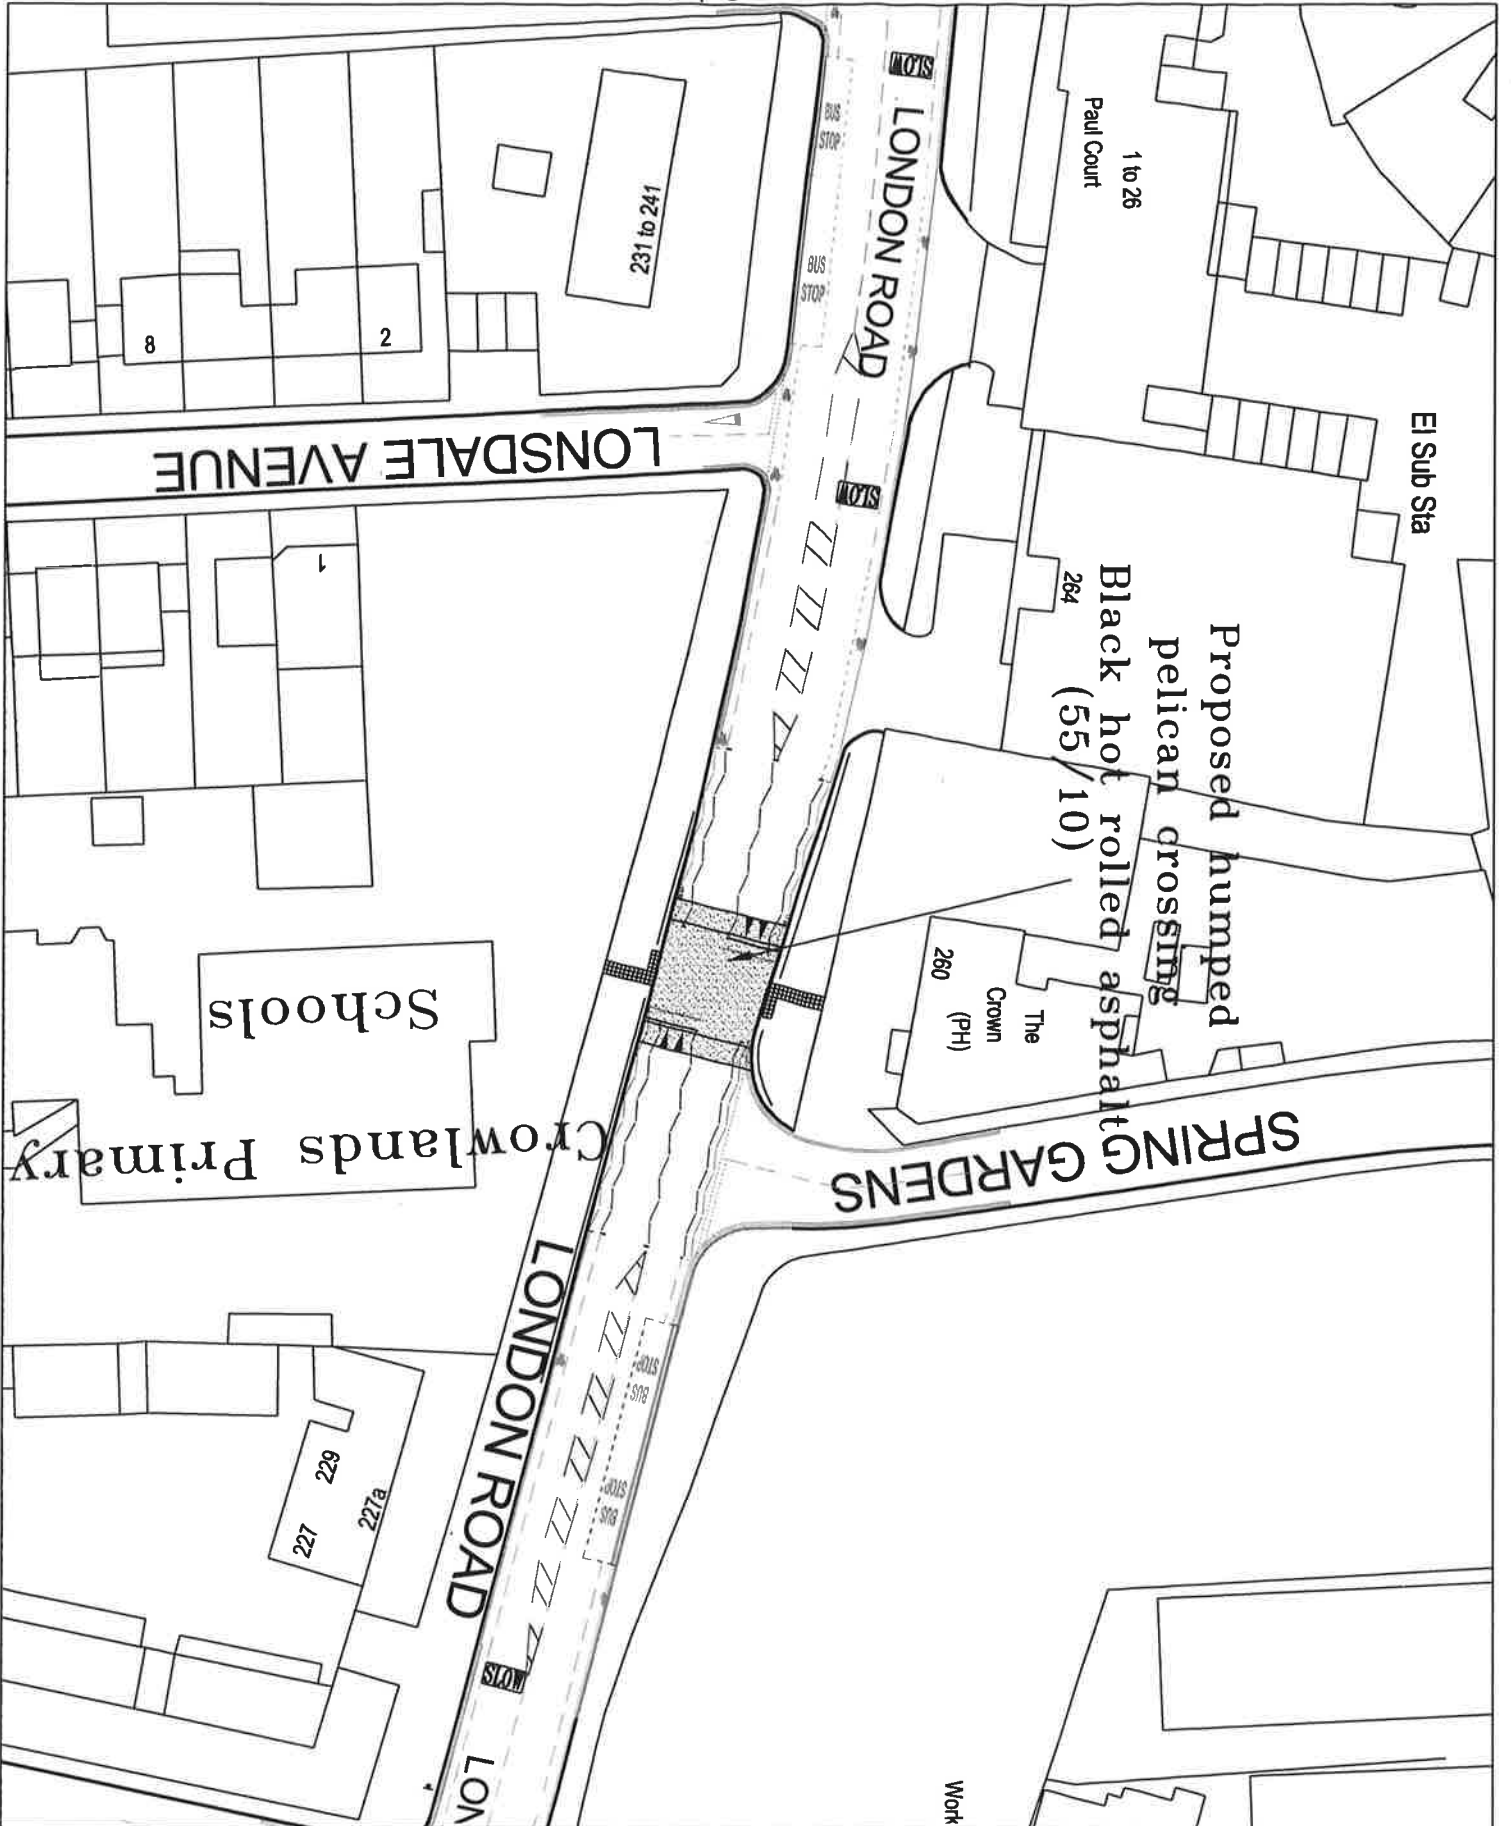 SLOW
LONDON ROAD
BUS
STOP
BUS
STOP
1 to 26
Paul Court
El Sub Sta
231 to 241
8
2
LONSDALE AVENUE
SLOW
264
1
Proposed humped
pelican crossing
Black hot rolled asphalt
(55/10)
The
Crown
(PH)
260
SPRING GARDENS
Crowlands Primary
Schools
LONDON ROAD
BUS
STOP
BUS
STOP
229
227a
227
SLOW
LON
Work